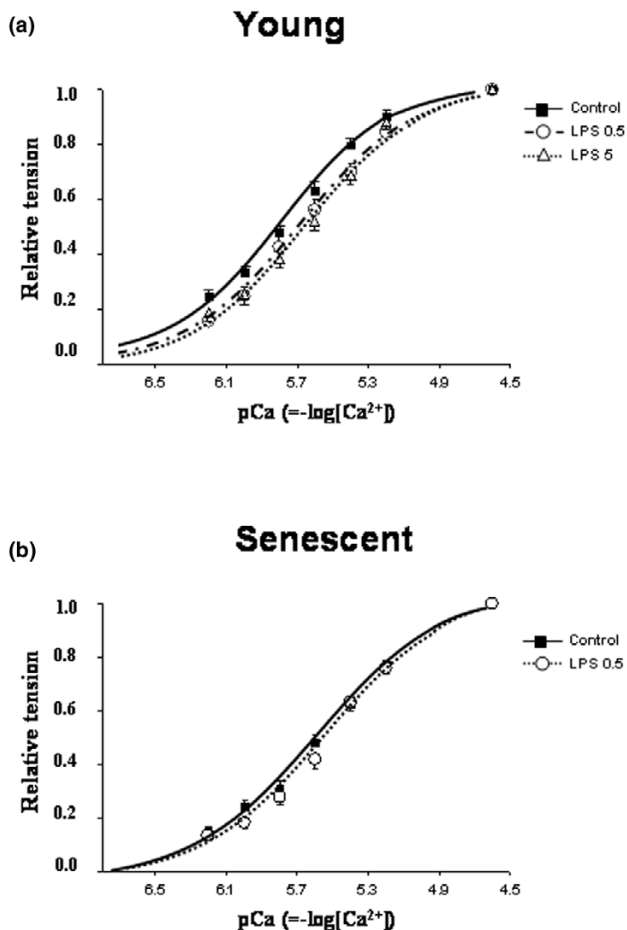 (a)
Young
1.0
0.8
0.6
0.4
0.2
0.0
Relative tension
6.5 6.1 5.7 5.3 4.9 4.5
pCa (=-log[Ca²⁺])
Control
LPS 0.5
LPS 5
(b)
Senescent
1.0
0.8
0.6
0.4
0.2
0.0
Relative tension
6.5 6.1 5.7 5.3 4.9 4.5
pCa (=-log[Ca²⁺])
Control
LPS 0.5